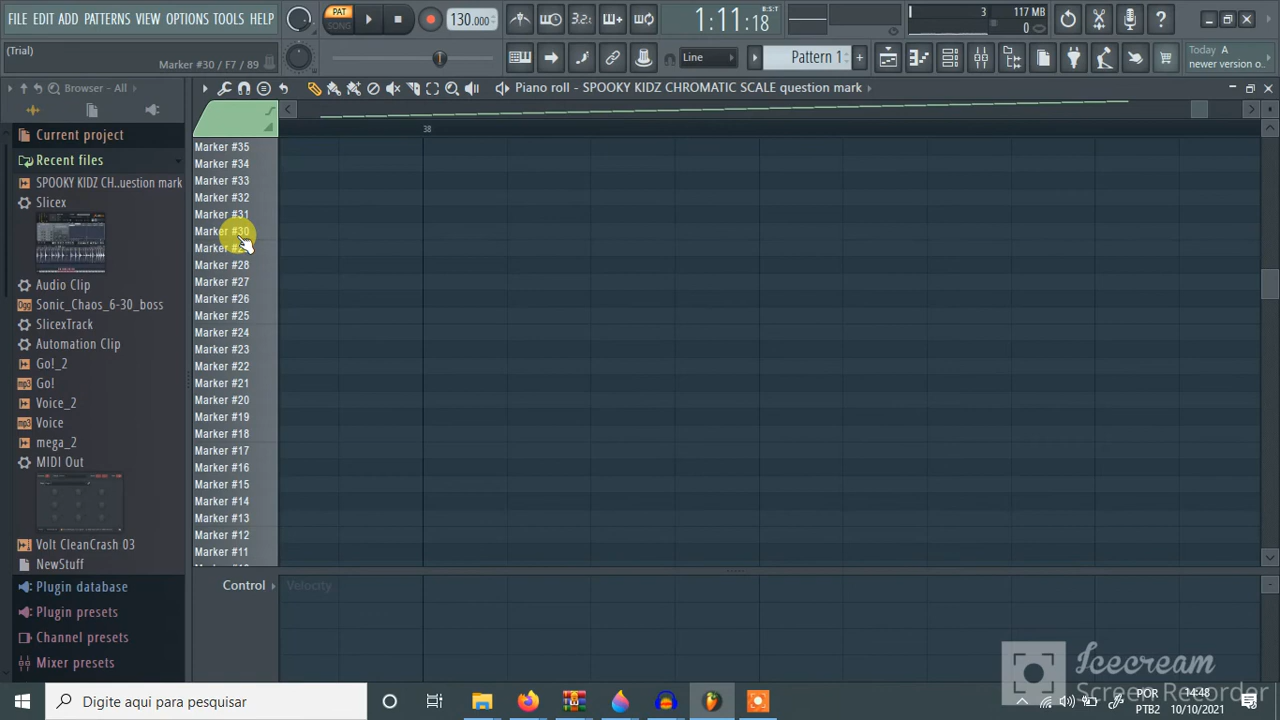 FILE EDIT ADD PATTERNS VIEW OPTIONS TOOLS HELP
PAT
130.000
3.2
1:11:18
B:S:T
3
117 MB
0
(Trial)
Marker #30 / F7 / 89
Line
Pattern 1
Today A
newer version o..
Browser - All
Piano roll - SPOOKY KIDZ CHROMATIC SCALE question mark
Current project
Recent files
SPOOKY KIDZ CH..uestion mark
Slicex
Audio Clip
Sonic_Chaos_6-30_boss
SlicexTrack
Automation Clip
Go!_2
Go!
Voice_2
Voice
mega_2
MIDI Out
Volt CleanCrash 03
NewStuff
Plugin database
Plugin presets
Channel presets
Mixer presets
38
Marker #35
Marker #34
Marker #33
Marker #32
Marker #31
Marker #30
Marker
Marker #28
Marker #27
Marker #26
Marker #25
Marker #24
Marker #23
Marker #22
Marker #21
Marker #20
Marker #19
Marker #18
Marker #17
Marker #16
Marker #15
Marker #14
Marker #13
Marker #12
Marker #11
Control
Velocity
Icecream
Screen Recorder
Digite aqui para pesquisar
POR
PTB2
14:48
10/10/2021